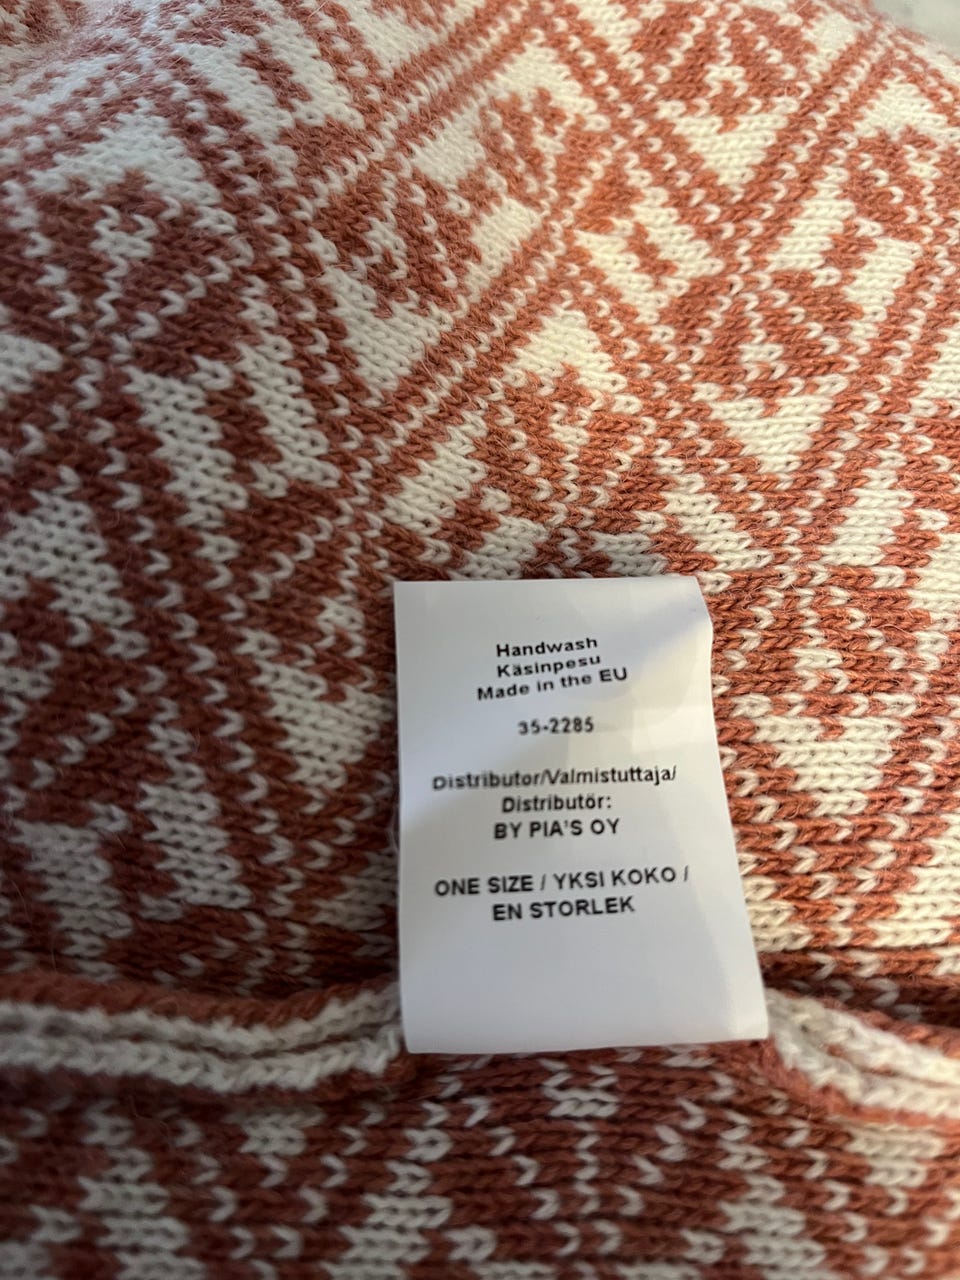 Handwash
Käsinpesu
Made in the EU
35-2285
Distributor/Valmistuttaja/
Distributör:
BY PIA'S OY
ONE SIZE / YKSI KOKO /
EN STORLEK